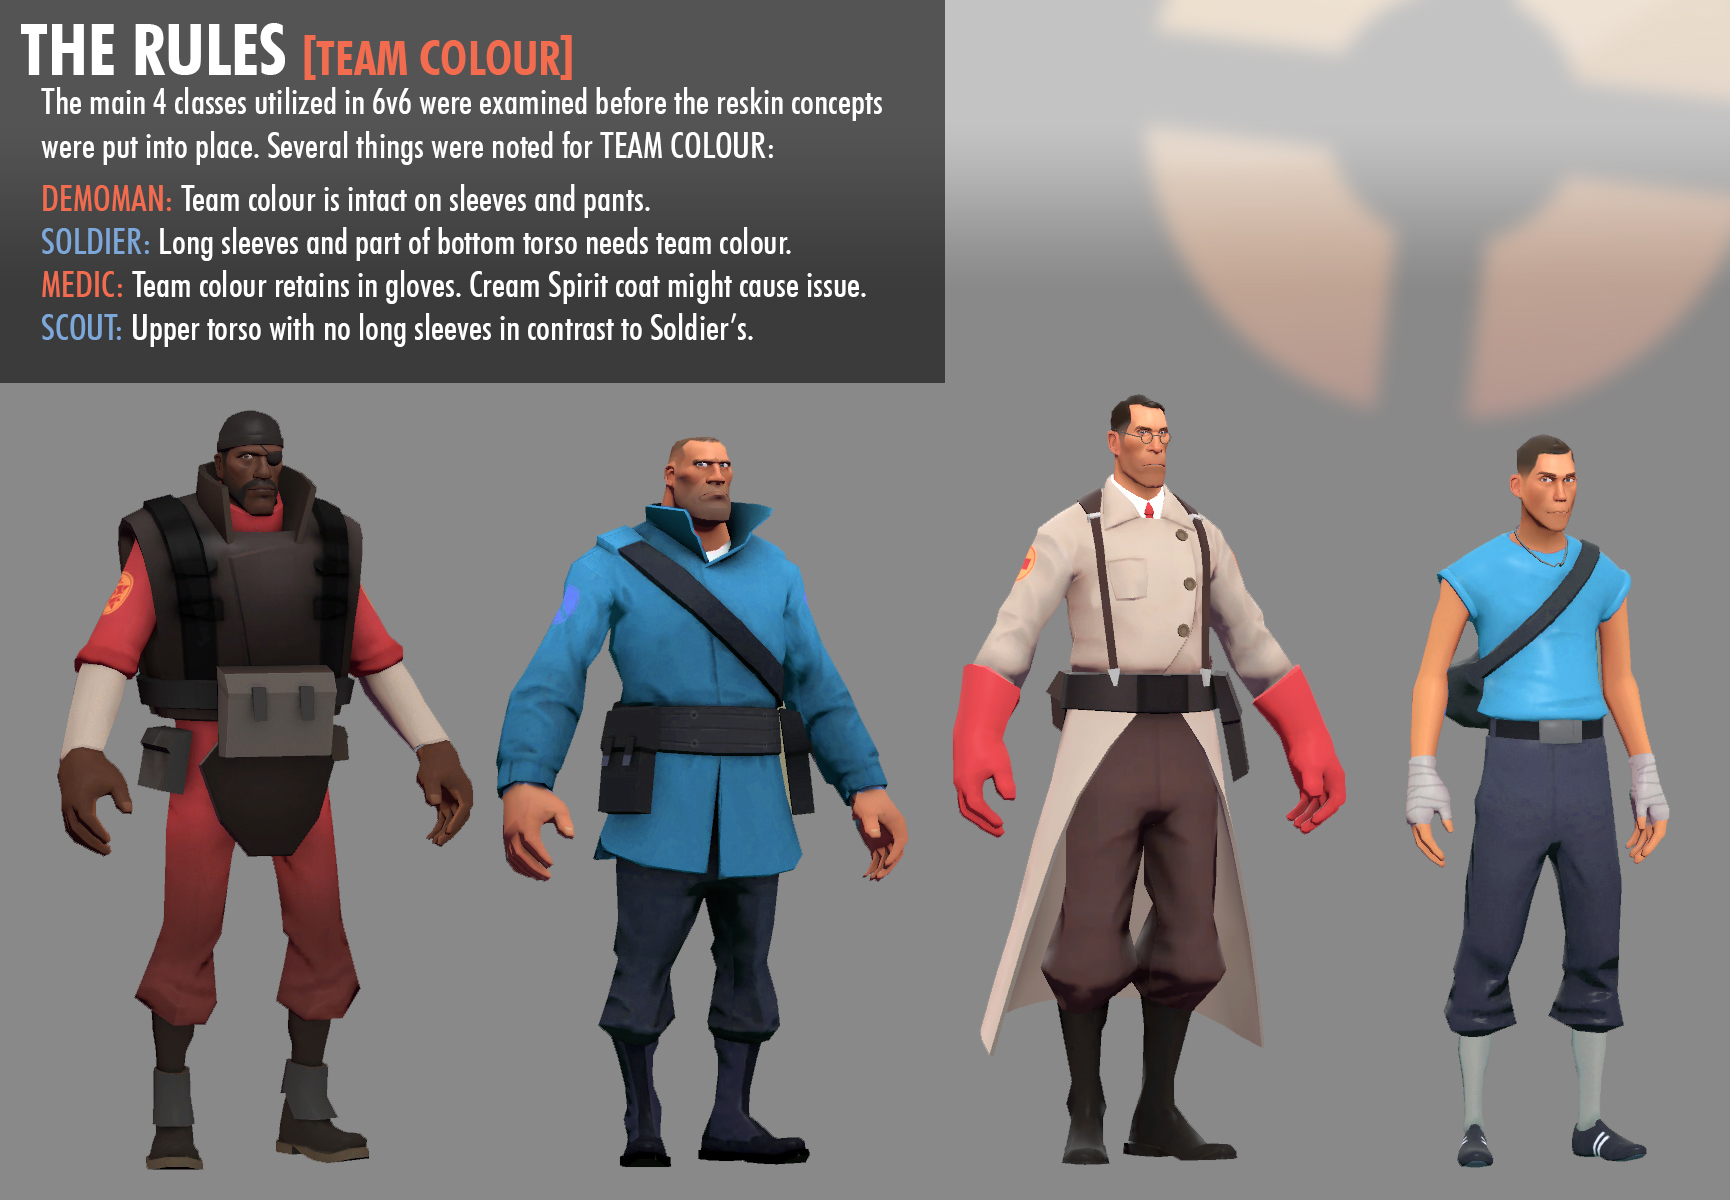 THE RULES [TEAM COLOUR]
The main 4 classes utilized in 6v6 were examined before the reskin concepts
were put into place. Several things were noted for TEAM COLOUR:
DEMOMAN: Team colour is intact on sleeves and pants.
SOLDIER: Long sleeves and part of bottom torso needs team colour.
MEDIC: Team colour retains in gloves. Cream Spirit coat might cause issue.
SCOUT: Upper torso with no long sleeves in contrast to Soldier's.